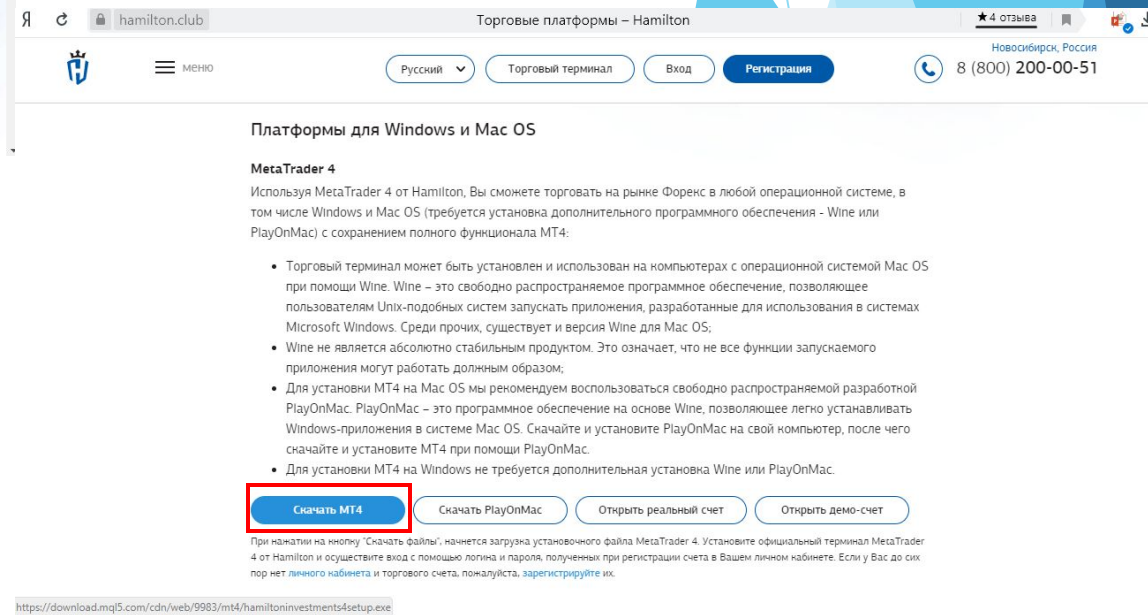 Я hamilton.club Торговые платформы – Hamilton ★4 отзыва
меню Русский Торговый терминал Вход Регистрация Новосибирск, Россия
8 (800) 200-00-51
Платформы для Windows и Mac OS
MetaTrader 4
Используя MetaTrader 4 от Hamilton, Вы сможете торговать на рынке Форекс в любой операционной системе, в
том числе Windows и Mac OS (требуется установка дополнительного программного обеспечения - Wine или
PlayOnMac) с сохранением полного функционала МТ4:
• Торговый терминал может быть установлен и использован на компьютерах с операционной системой Mac OS
при помощи Wine. Wine – это свободно распространяемое программное обеспечение, позволяющее
пользователям Unix-подобных систем запускать приложения, разработанные для использования в системах
Microsoft Windows. Среди прочих, существует и версия Wine для Mac OS;
• Wine не является абсолютно стабильным продуктом. Это означает, что не все функции запускаемого
приложения могут работать должным образом;
• Для установки МТ4 на Mac OS мы рекомендуем воспользоваться свободно распространяемой разработкой
PlayOnMac. PlayOnMac – это программное обеспечение на основе Wine, позволяющее легко устанавливать
Windows-приложения в системе Mac OS. Скачайте и установите PlayOnMac на свой компьютер, после чего
скачайте и установите МТ4 при помощи PlayOnMac.
• Для установки МТ4 на Windows не требуется дополнительная установка Wine или PlayOnMac.
Скачать МТ4 Скачать PlayOnMac Открыть реальный счет Открыть демо-счет
При нажатии на кнопку "Скачать файлы", начнется загрузка установочного файла MetaTrader 4. Установите официальный терминал MetaTrader
4 от Hamilton и осуществите вход с помощью логина и пароля, полученных при регистрации счета в Вашем личном кабинете. Если у Вас до сих
пор нет личного кабинета и торгового счета, пожалуйста, зарегистрируйте их.
https://download.mql5.com/cdn/web/9983/mt4/hamiltoninvestments4setup.exe